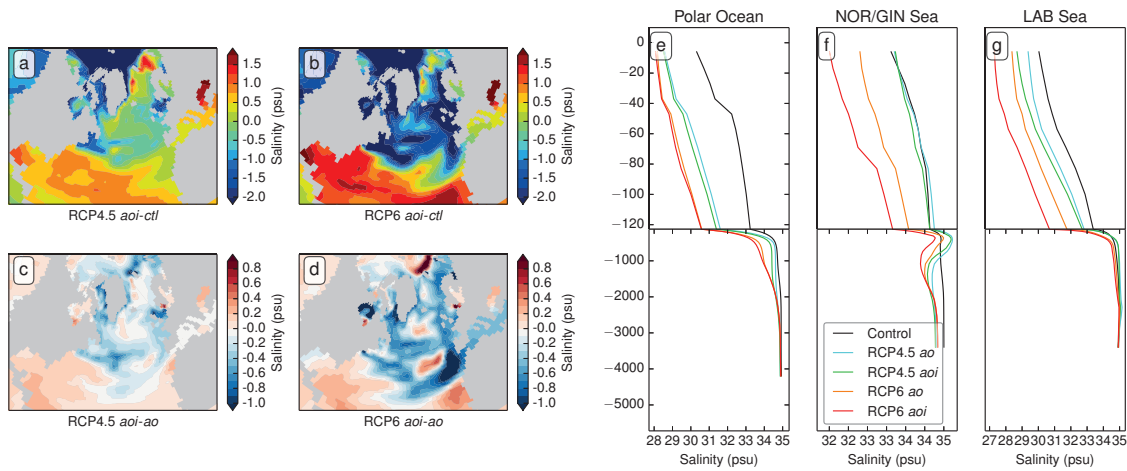 a
1.5
1.0
0.5
0.0
-0.5
-1.0
-1.5
-2.0
Salinity (psu)
RCP4.5 aoi-ctl
b
1.5
1.0
0.5
0.0
-0.5
-1.0
-1.5
-2.0
Salinity (psu)
RCP6 aoi-ctl
c
0.8
0.6
0.4
0.2
-0.0
-0.2
-0.4
-0.6
-0.8
-1.0
Salinity (psu)
RCP4.5 aoi-ao
d
0.8
0.6
0.4
0.2
-0.0
-0.2
-0.4
-0.6
-0.8
-1.0
Salinity (psu)
RCP6 aoi-ao
Polar Ocean
e
0
−20
−40
−60
−80
−100
−120
−1000
−2000
−3000
−4000
−5000
28 29 30 31 32 33 34 35
Salinity (psu)
NOR/GIN Sea
f
Control
RCP4.5 ao
RCP4.5 aoi
RCP6 ao
RCP6 aoi
32 32 33 34 34 34 35
Salinity (psu)
LAB Sea
g
27 28 29 30 31 32 33 34 35
Salinity (psu)